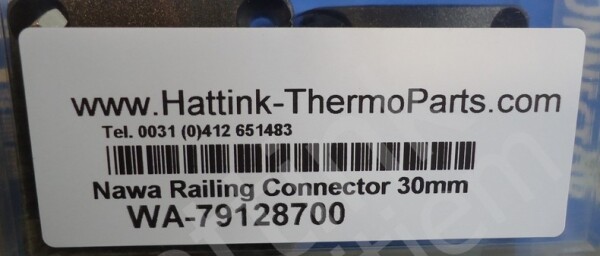 www.Hattink-ThermoParts.com
Tel. 0031 (0)412 651483
Nawa Railing Connector 30mm
WA-79128700